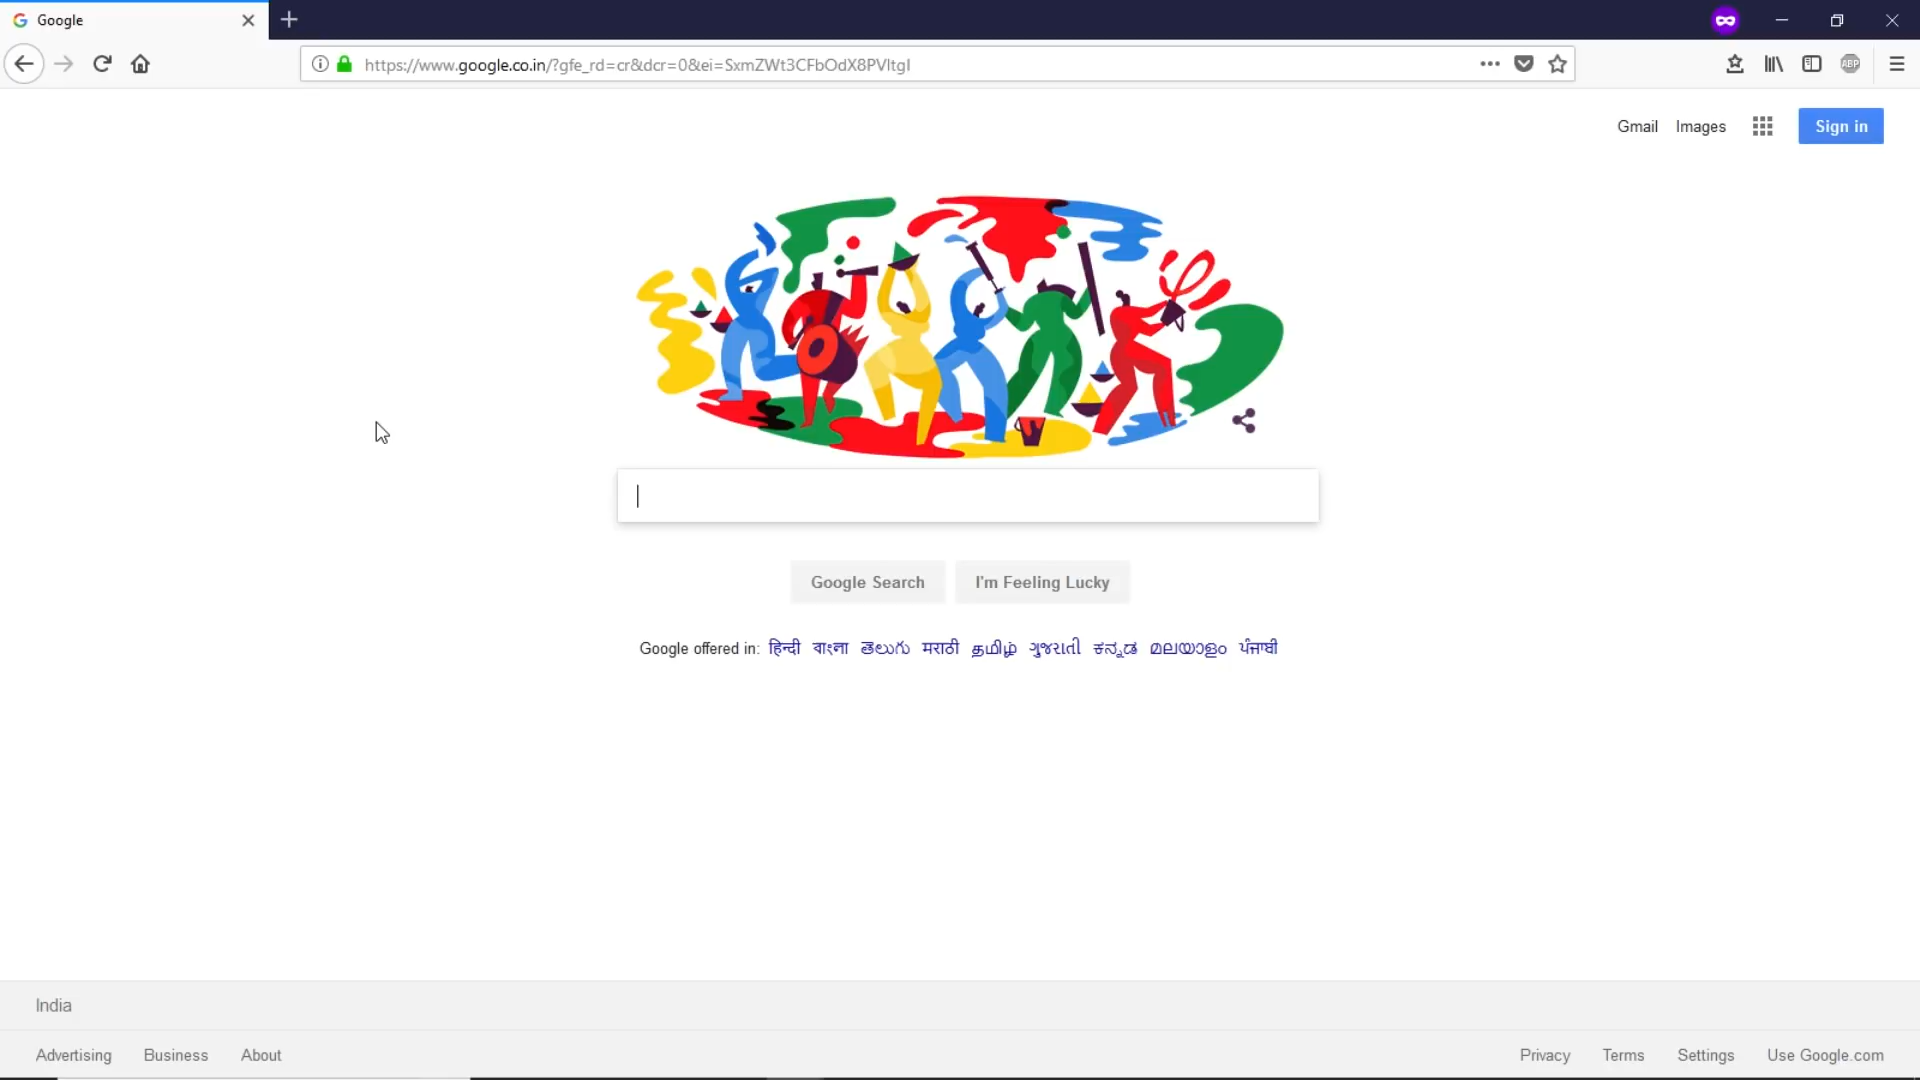 Google
https://www.google.co.in/?gfe_rd=cr&dcr=0&ei=SxmZWt3CFbOdX8PVltgI
ABP
Gmail Images Sign in
Google Search I'm Feeling Lucky
Google offered in: हिन्दी বাংলা తెలుగు मराठी தமிழ் ગુજરાતી ಕನ್ನಡ മലയാളം ਪੰਜਾਬੀ
India
Advertising Business About Privacy Terms Settings Use Google.com